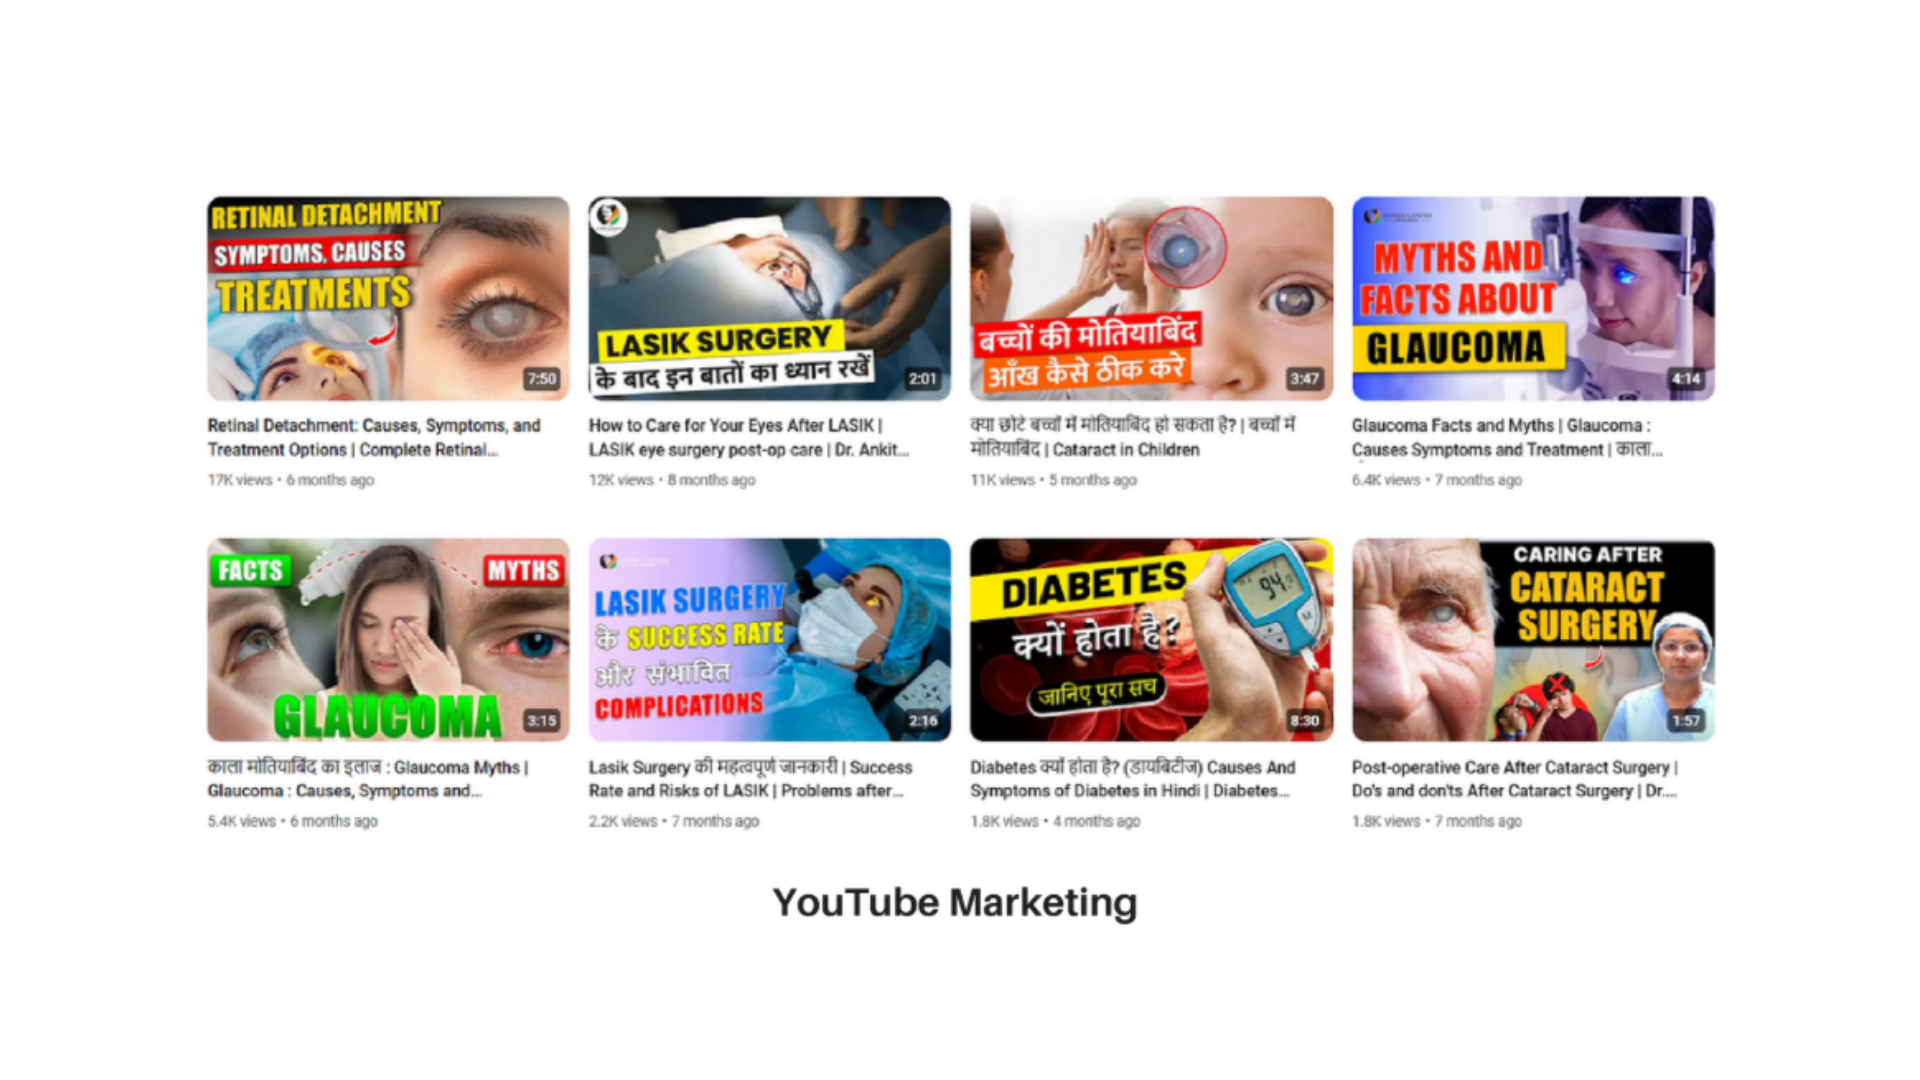 RETINAL DETACHMENT
SYMPTOMS, CAUSES
TREATMENTS
7:50
Retinal Detachment: Causes, Symptoms, and
Treatment Options | Complete Retinal...
17K views • 6 months ago
LASIK SURGERY
के बाद इन बातों का ध्यान रखें
2:01
How to Care for Your Eyes After LASIK |
LASIK eye surgery post-op care | Dr. Ankit...
12K views • 8 months ago
बच्चों की मोतियाबिंद
आँख कैसे ठीक करे
3:47
क्या छोटे बच्चों में मोतियाबिंद हो सकता है? | बच्चों में
मोतियाबिंद | Cataract in Children
11K views • 5 months ago
MYTHS AND
FACTS ABOUT
GLAUCOMA
4:14
Glaucoma Facts and Myths | Glaucoma :
Causes Symptoms and Treatment | काला...
6.4K views • 7 months ago
FACTS
MYTHS
GLAUCOMA
3:15
काला मोतियाबिंद का इलाज : Glaucoma Myths |
Glaucoma : Causes, Symptoms and...
5.4K views • 6 months ago
LASIK SURGERY
के SUCCESS RATE
और संभावित
COMPLICATIONS
2:16
Lasik Surgery की महत्वपूर्ण जानकारी | Success
Rate and Risks of LASIK | Problems after...
2.2K views • 7 months ago
DIABETES
क्यों होता है?
जानिए पूरा सच
94
M
8:30
Diabetes क्यों होता है? (डायबिटीज) Causes And
Symptoms of Diabetes in Hindi | Diabetes...
1.8K views • 4 months ago
CARING AFTER
CATARACT
SURGERY
1:57
Post-operative Care After Cataract Surgery |
Do's and don'ts After Cataract Surgery | Dr....
1.8K views • 7 months ago
YouTube Marketing